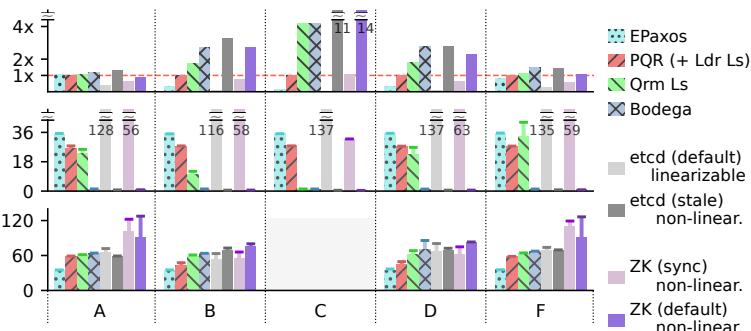 4x
2x
1x
11 14
36
18
0
128 56
116 58
137
137 63
135 59
120
60
0
A B C D F
EPaxos
PQR (+ Ldr Ls)
Qrm Ls
Bodega
etcd (default)
linearizable
etcd (stale)
non-linear.
ZK (sync)
non-linear.
ZK (default)
non-linear.